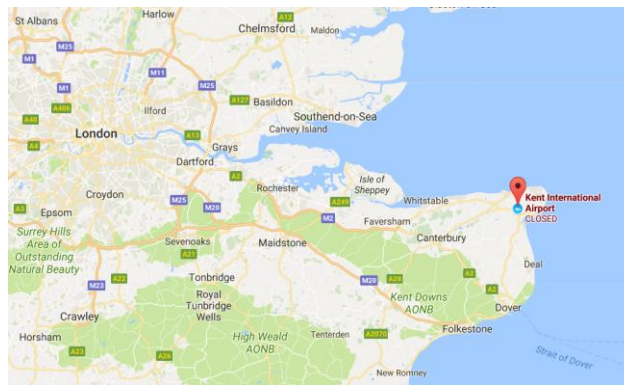 St Albans
Harlow
A12
Chelmsford
Maldon
M25
M1
M11
M25
M1
A406
Ilford
A127
Basildon
Southend-on-Sea
A40
Canvey Island
London
A4
A13
Grays
Dartford
A2
Isle of
Sheppey
Rochester
Kent International
Airport
CLOSED
Croydon
M25
M20
A249
Whitstable
A3
Epsom
M2
Faversham
Surrey Hills
Area of
Outstanding
Natural Beauty
Sevenoaks
A21
Maidstone
Canterbury
Deal
M23
A22
Tonbridge
M20
A28
A2
Royal
Tunbridge
Wells
Kent Downs
AONB
Dover
Crawley
Folkestone
Horsham
High Weald
AONB
Tenterden
A2070
A23
A26
Strait of Dover
New Romney